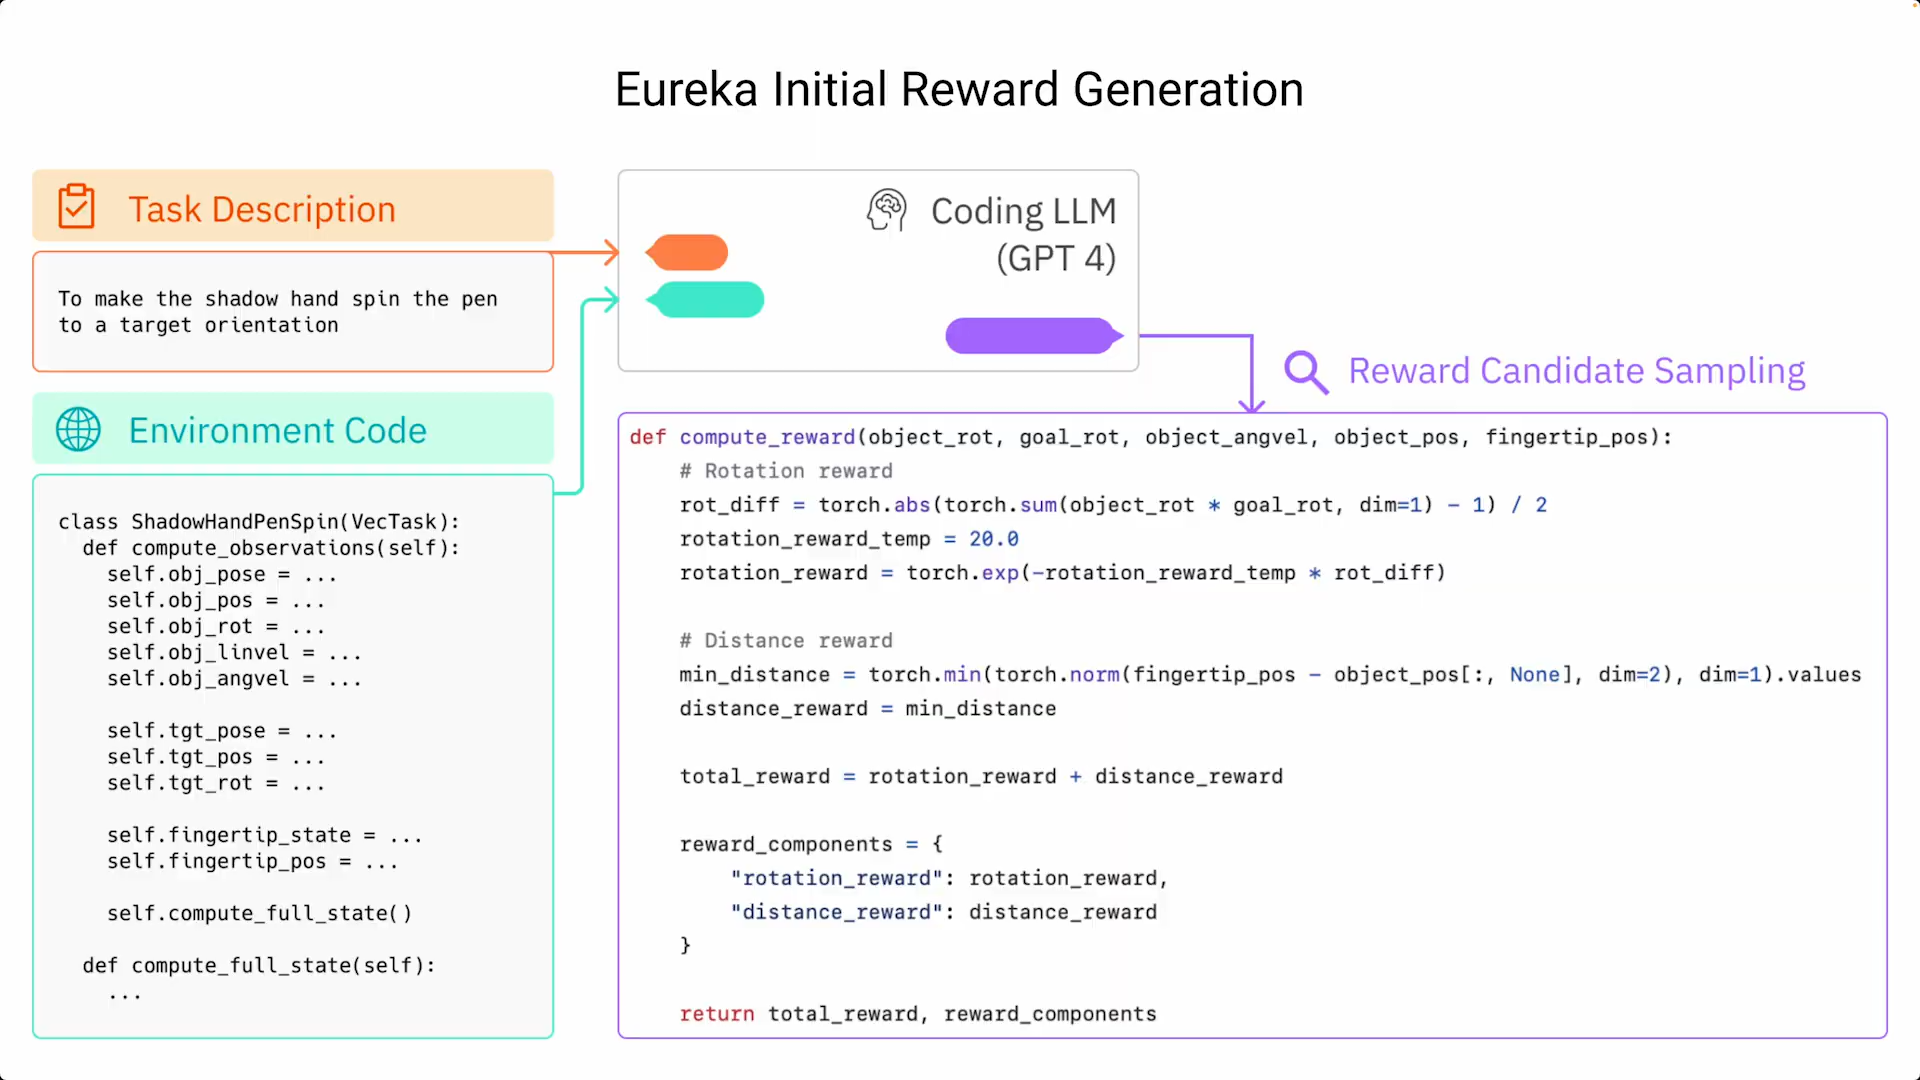 Eureka Initial Reward Generation
Task Description
To make the shadow hand spin the pen
to a target orientation
Environment Code
class ShadowHandPenSpin(VecTask):
  def compute_observations(self):
    self.obj_pose = ...
    self.obj_pos = ...
    self.obj_rot = ...
    self.obj_linvel = ...
    self.obj_angvel = ...
    self.tgt_pose = ...
    self.tgt_pos = ...
    self.tgt_rot = ...
    self.fingertip_state = ...
    self.fingertip_pos = ...
    self.compute_full_state()
  def compute_full_state(self):
    ...
Coding LLM
(GPT 4)
Reward Candidate Sampling
def compute_reward(object_rot, goal_rot, object_angvel, object_pos, fingertip_pos):
    # Rotation reward
    rot_diff = torch.abs(torch.sum(object_rot * goal_rot, dim=1) - 1) / 2
    rotation_reward_temp = 20.0
    rotation_reward = torch.exp(-rotation_reward_temp * rot_diff)
    # Distance reward
    min_distance = torch.min(torch.norm(fingertip_pos - object_pos[:, None], dim=2), dim=1).values
    distance_reward = min_distance
    total_reward = rotation_reward + distance_reward
    reward_components = {
        "rotation_reward": rotation_reward,
        "distance_reward": distance_reward
    }
    return total_reward, reward_components